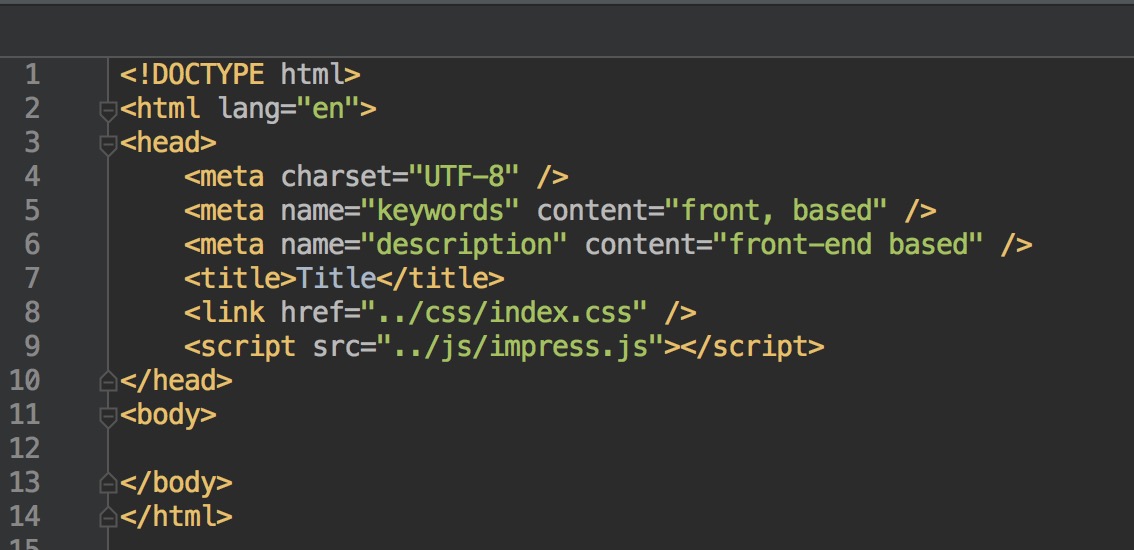 1 <!DOCTYPE html>
2 <html lang="en">
3 <head>
4     <meta charset="UTF-8" />
5     <meta name="keywords" content="front, based" />
6     <meta name="description" content="front-end based" />
7     <title>Title</title>
8     <link href="../css/index.css" />
9     <script src="../js/impress.js"></script>
10 </head>
11 <body>
12
13 </body>
14 </html>
15